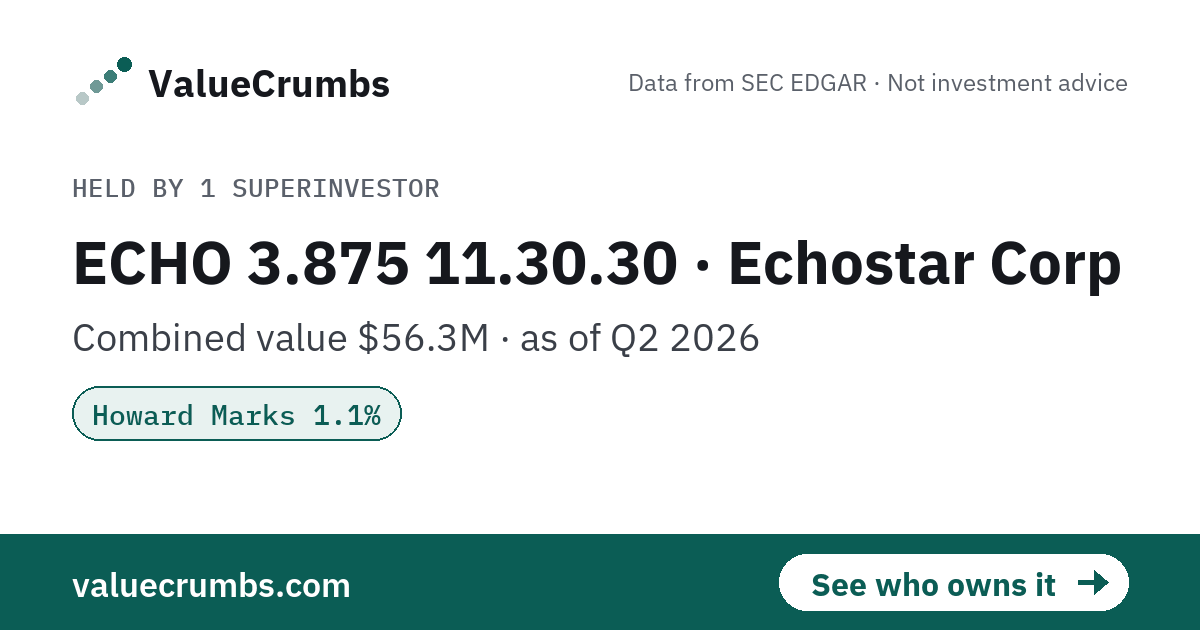 ValueCrumbs
Data from SEC EDGAR · Not investment advice
HELD BY 1 SUPERINVESTOR
ECHO 3.875 11.30.30 · Echostar Corp
Combined value $56.3M · as of Q2 2026
Howard Marks 1.1%
valuecrumbs.com
See who owns it →